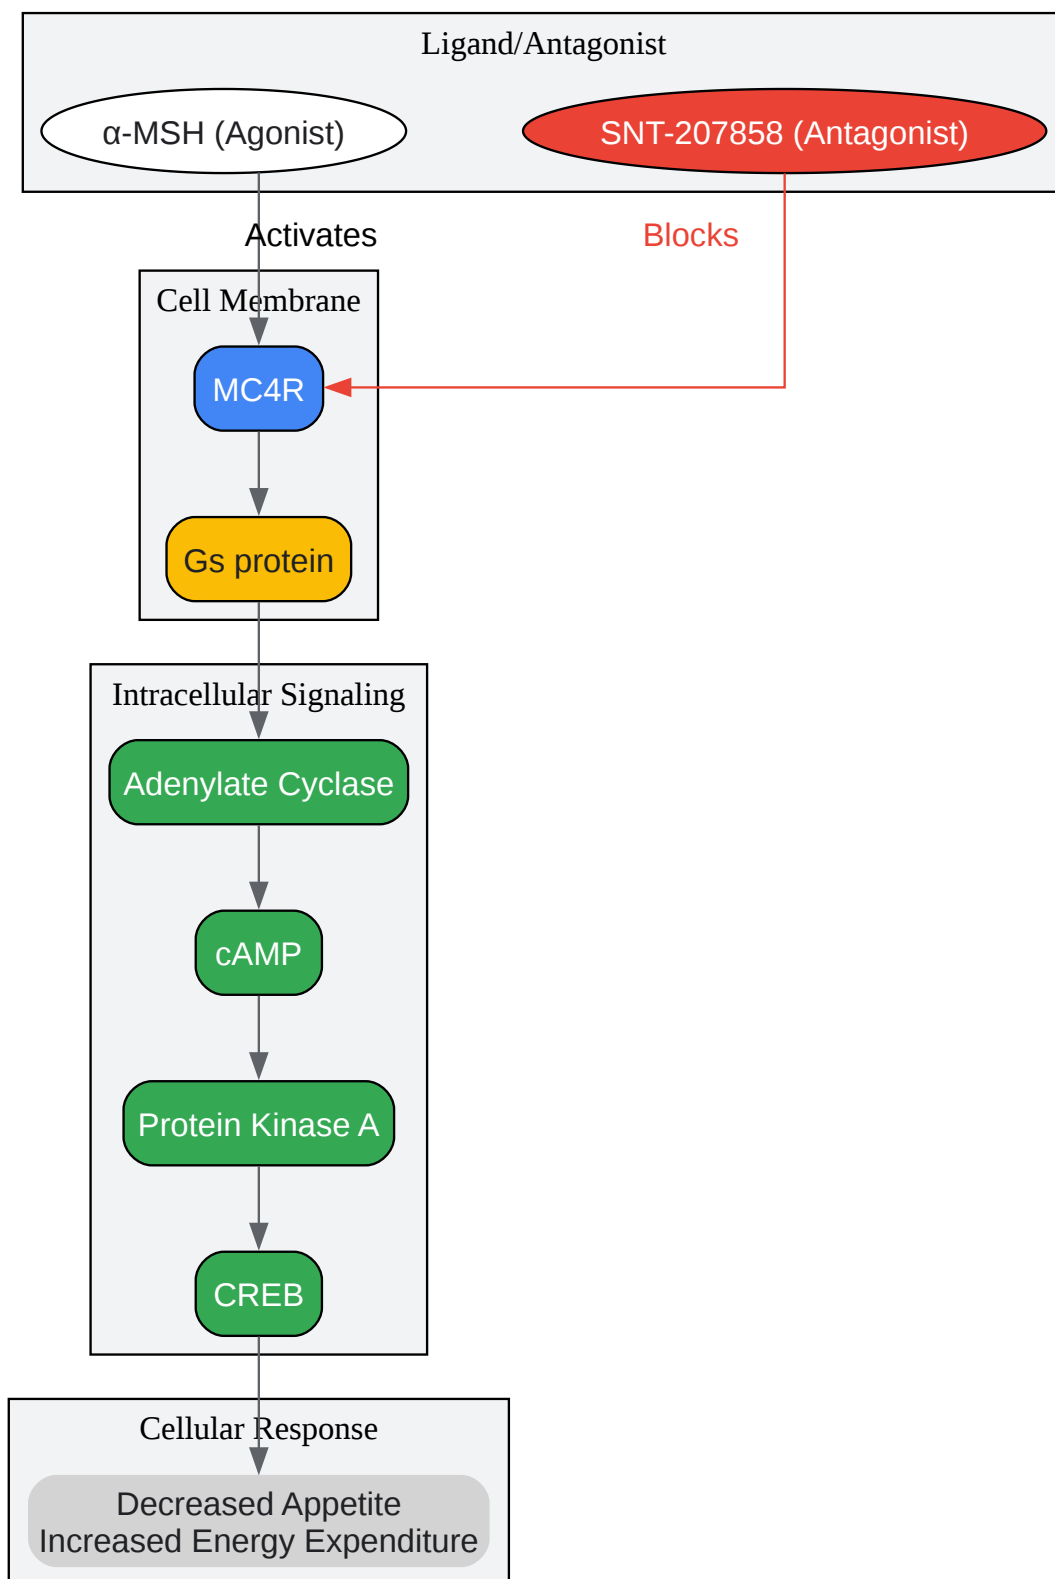 Ligand/Antagonist
α-MSH (Agonist)
SNT-207858 (Antagonist)
Activates
Blocks
Cell Membrane
MC4R
Gs protein
Intracellular Signaling
Adenylate Cyclase
cAMP
Protein Kinase A
CREB
Cellular Response
Decreased Appetite
Increased Energy Expenditure